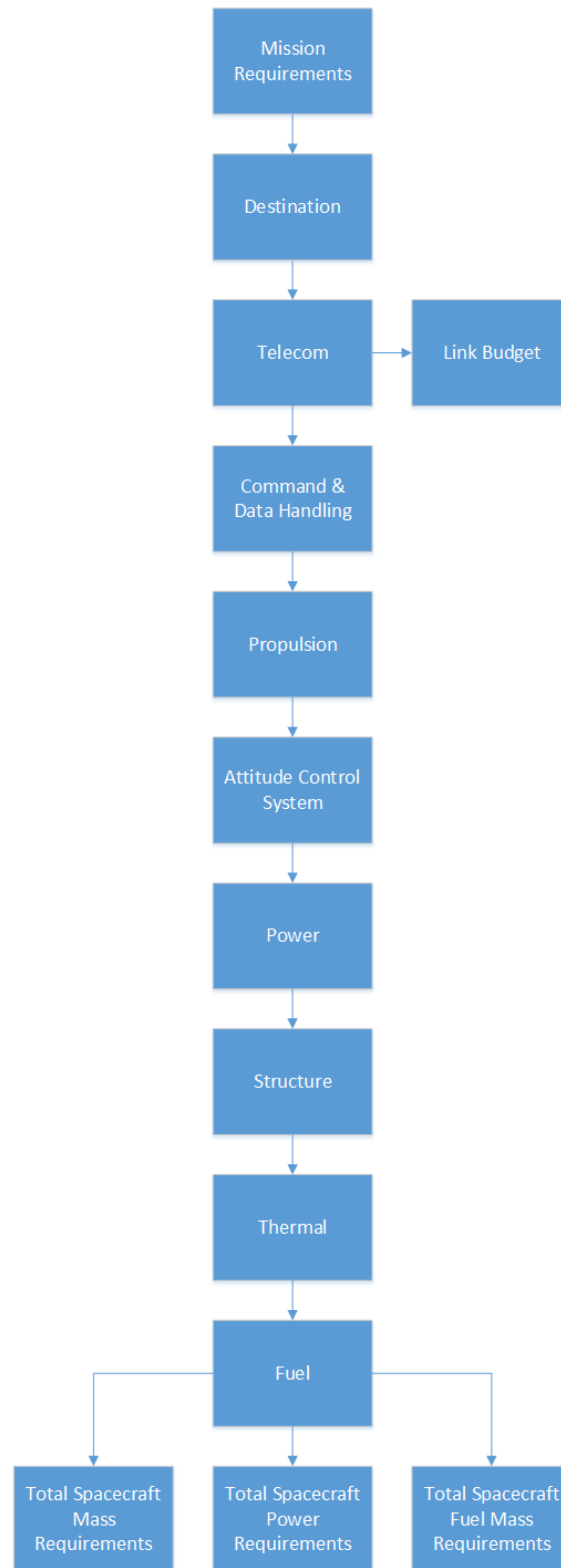 Mission
Requirements
Destination
Telecom
Link Budget
Command &
Data Handling
Propulsion
Attitude Control
System
Power
Structure
Thermal
Fuel
Total Spacecraft
Mass
Requirements
Total Spacecraft
Power
Requirements
Total Spacecraft
Fuel Mass
Requirements